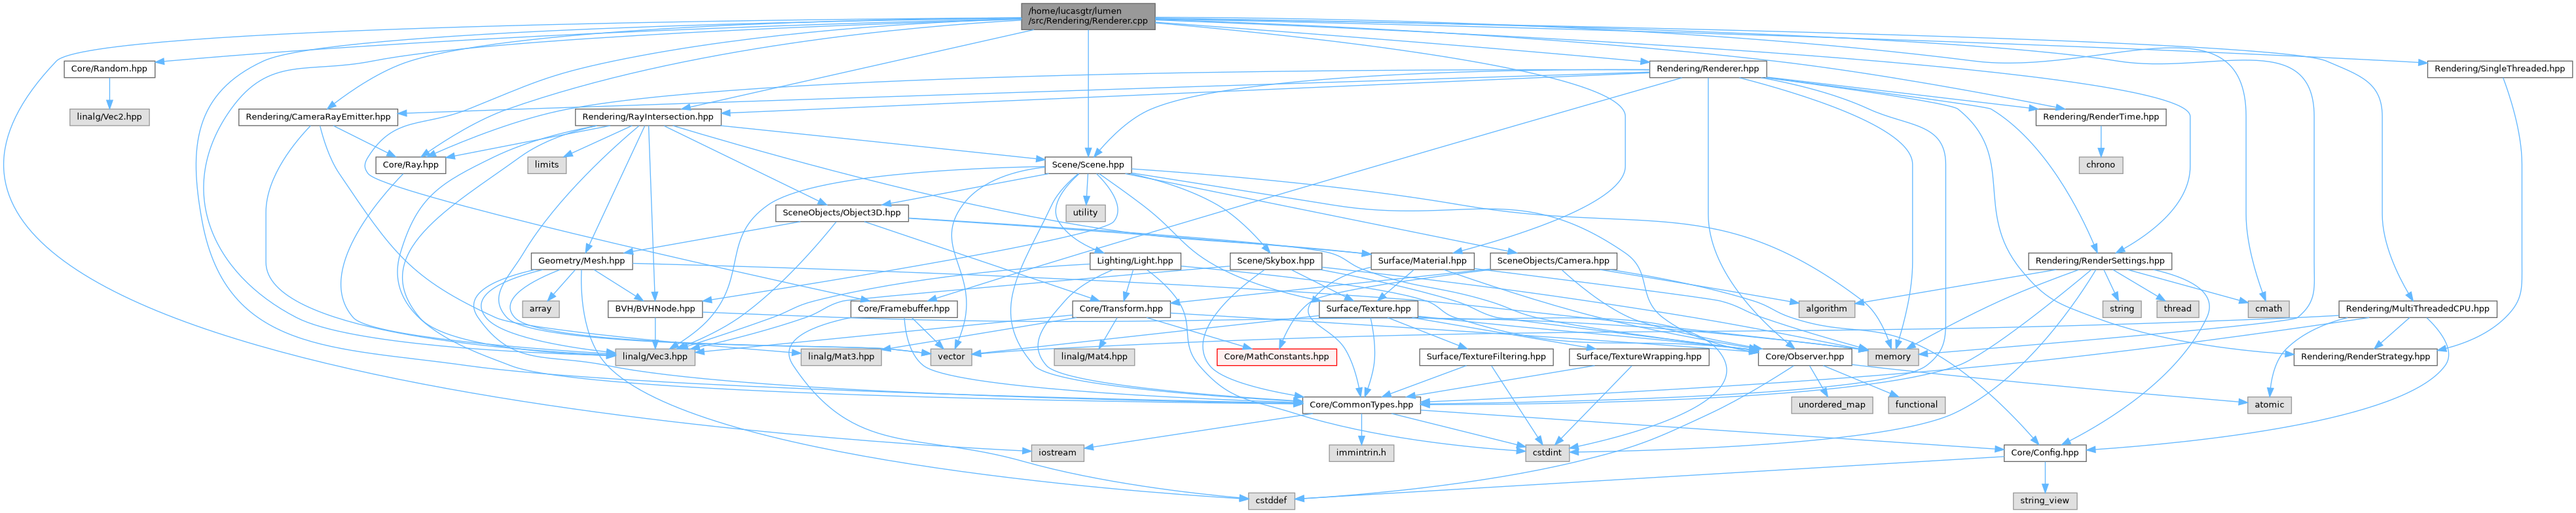 /home/lucasgtr/lumen
/src/Rendering/Renderer.cpp
Core/Random.hpp
Rendering/Renderer.hpp
Rendering/SingleThreaded.hpp
linalg/Vec2.hpp
Rendering/CameraRayEmitter.hpp
Rendering/RayIntersection.hpp
Rendering/RenderTime.hpp
Core/Ray.hpp
limits
Scene/Scene.hpp
chrono
SceneObjects/Object3D.hpp
utility
Geometry/Mesh.hpp
Lighting/Light.hpp
Scene/Skybox.hpp
Surface/Material.hpp
SceneObjects/Camera.hpp
Rendering/RenderSettings.hpp
array
BVH/BVHNode.hpp
Core/Framebuffer.hpp
Core/Transform.hpp
Surface/Texture.hpp
algorithm
string
thread
cmath
Rendering/MultiThreadedCPU.hpp
linalg/Vec3.hpp
linalg/Mat3.hpp
vector
linalg/Mat4.hpp
Core/MathConstants.hpp
Surface/TextureFiltering.hpp
Surface/TextureWrapping.hpp
Core/Observer.hpp
memory
Rendering/RenderStrategy.hpp
Core/CommonTypes.hpp
unordered_map
functional
atomic
iostream
immintrin.h
cstdint
Core/Config.hpp
cstddef
string_view